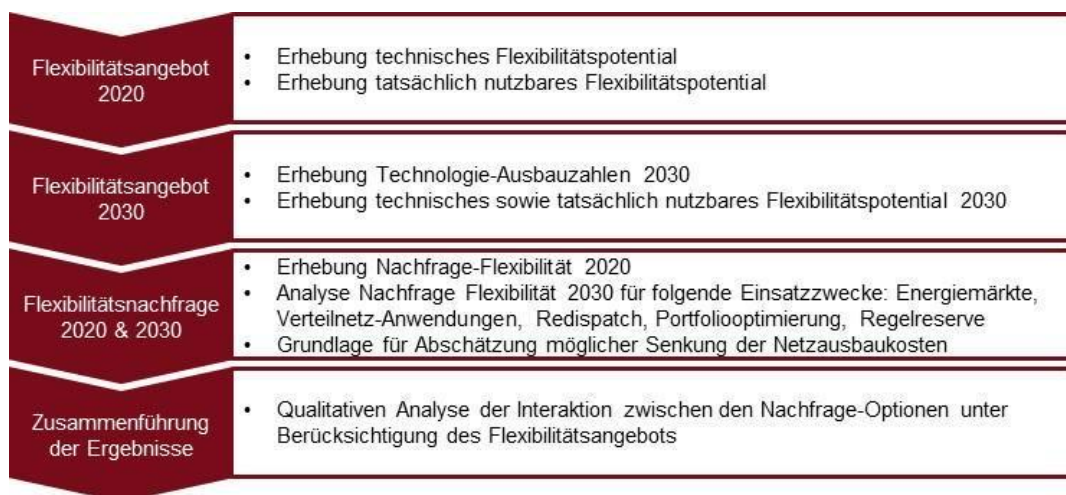 Flexibilitätsangebot
2020
• Erhebung technisches Flexibilitätspotential
• Erhebung tatsächlich nutzbares Flexibilitätspotential
Flexibilitätsangebot
2030
• Erhebung Technologie-Ausbauzahlen 2030
• Erhebung technisches sowie tatsächlich nutzbares Flexibilitätspotential 2030
Flexibilitätsnachfrage
2020 & 2030
• Erhebung Nachfrage-Flexibilität 2020
• Analyse Nachfrage Flexibilität 2030 für folgende Einsatzzwecke: Energiemärkte,
Verteilnetz-Anwendungen, Redispatch, Portfoliooptimierung, Regelreserve
• Grundlage für Abschätzung möglicher Senkung der Netzausbaukosten
Zusammenführung
der Ergebnisse
• Qualitativen Analyse der Interaktion zwischen den Nachfrage-Optionen unter
Berücksichtigung des Flexibilitätsangebots